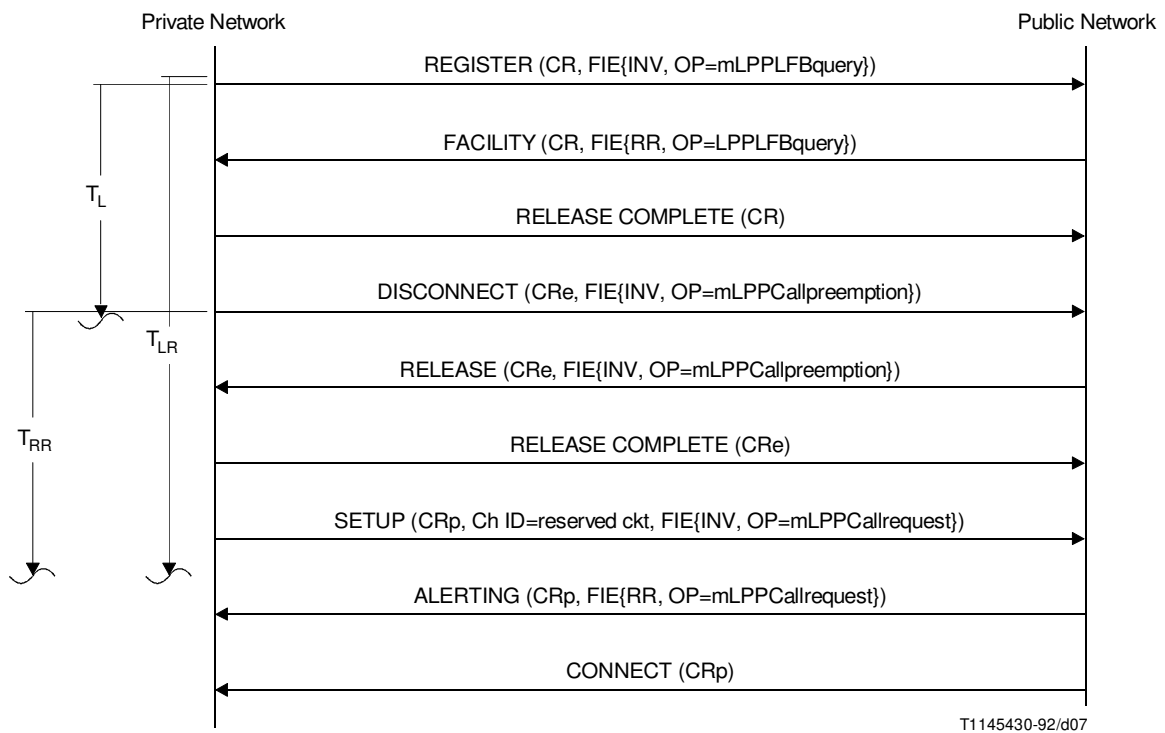 Private Network
Public Network
REGISTER (CR, FIE{INV, OP=mLPPLFBquery})
FACILITY (CR, FIE{RR, OP=LPPLFBquery})
TL
RELEASE COMPLETE (CR)
DISCONNECT (CRe, FIE{INV, OP=mLPPCallpreemption})
TLR
RELEASE (CRe, FIE{INV, OP=mLPPCallpreemption})
TRR
RELEASE COMPLETE (CRe)
SETUP (CRp, Ch ID=reserved ckt, FIE{INV, OP=mLPPCallrequest})
ALERTING (CRp, FIE{RR, OP=mLPPCallrequest})
CONNECT (CRp)
T1145430-92/d07